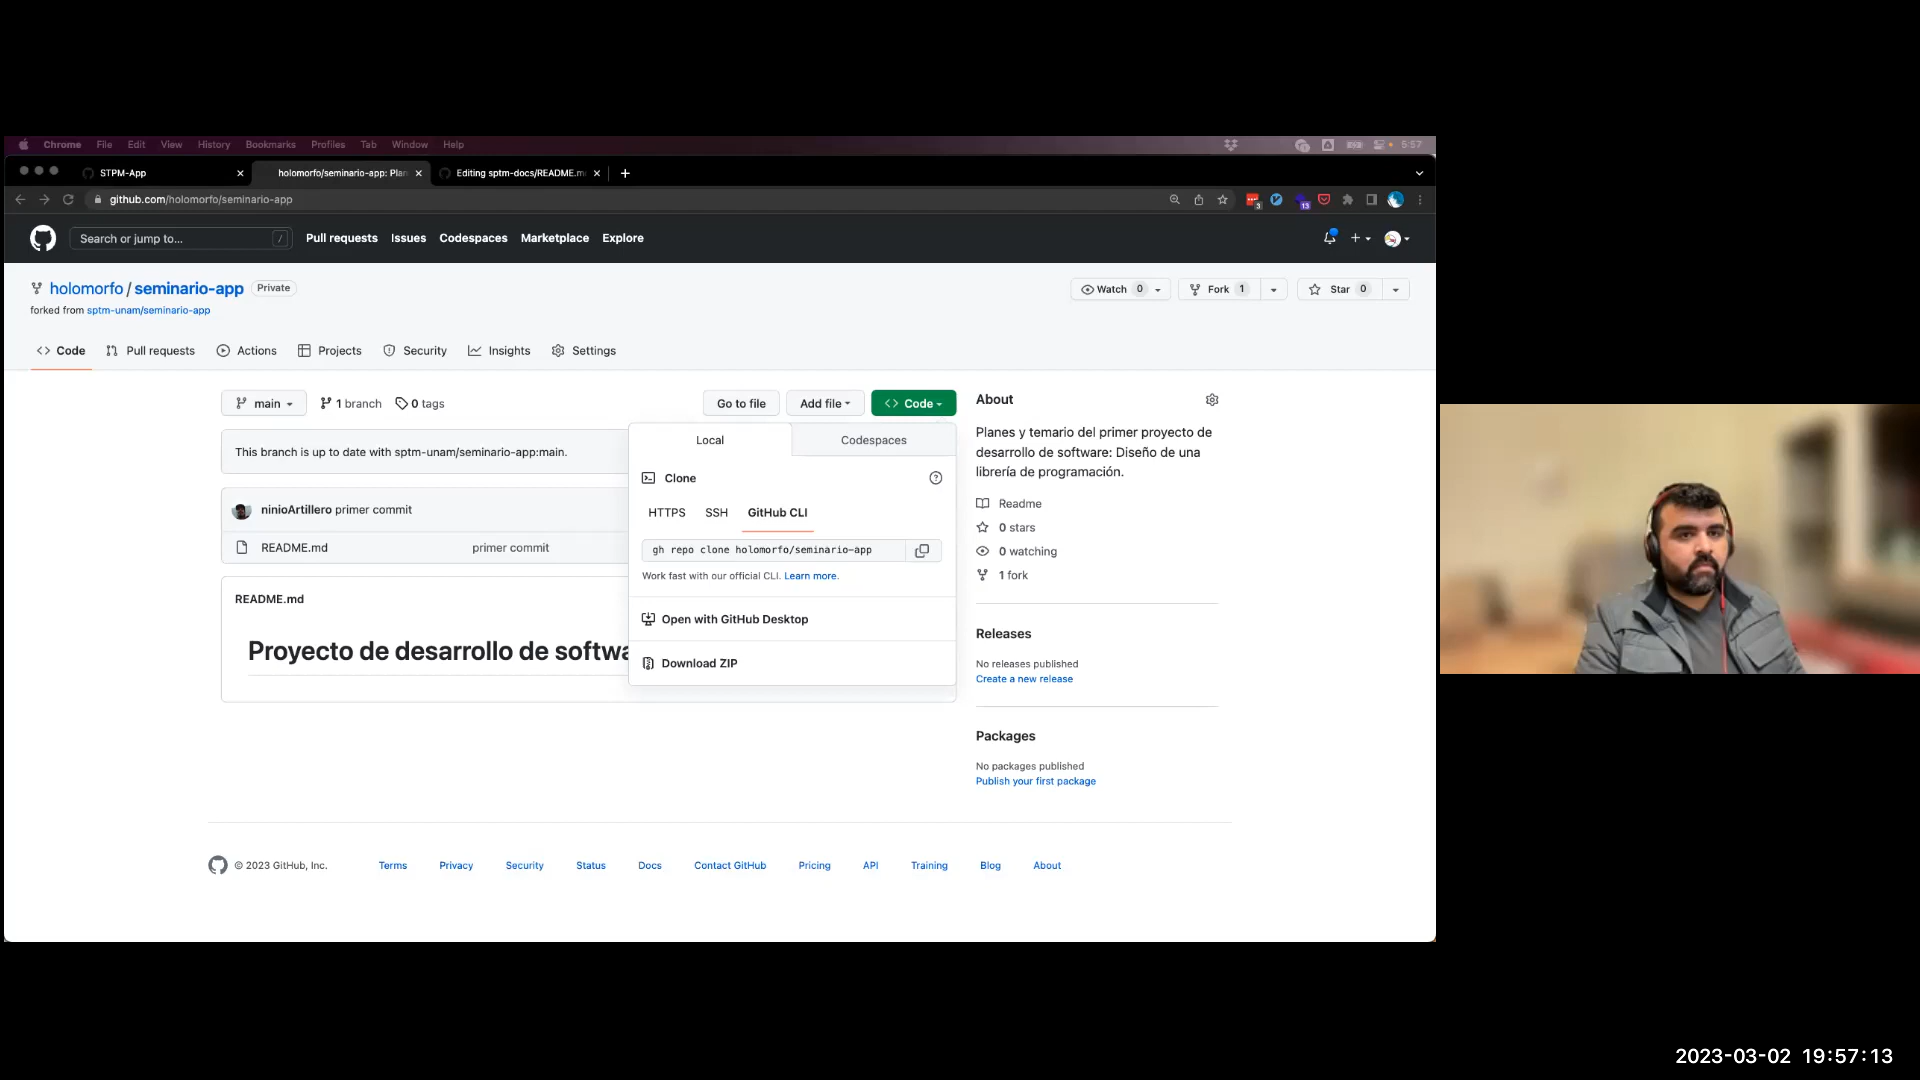 Chrome File Edit View History Bookmarks Profiles Tab Window Help 5:57
STPM-App holomorfo/seminario-app: Plan Editing sptm-docs/README.m
github.com/holomorfo/seminario-app 3 13
Search or jump to... / Pull requests Issues Codespaces Marketplace Explore
holomorfo / seminario-app Private Watch 0 Fork 1 Star 0
forked from sptm-unam/seminario-app
Code Pull requests Actions Projects Security Insights Settings
main 1 branch 0 tags Go to file Add file Code
This branch is up to date with sptm-unam/seminario-app:main.
ninioArtillero primer commit
README.md primer commit
README.md
Proyecto de desarrollo de softwa
Local Codespaces
Clone
HTTPS SSH GitHub CLI
gh repo clone holomorfo/seminario-app
Work fast with our official CLI. Learn more.
Open with GitHub Desktop
Download ZIP
About
Planes y temario del primer proyecto de
desarrollo de software: Diseño de una
librería de programación.
Readme
0 stars
0 watching
1 fork
Releases
No releases published
Create a new release
Packages
No packages published
Publish your first package
© 2023 GitHub, Inc. Terms Privacy Security Status Docs Contact GitHub Pricing API Training Blog About
2023-03-02 19:57:13